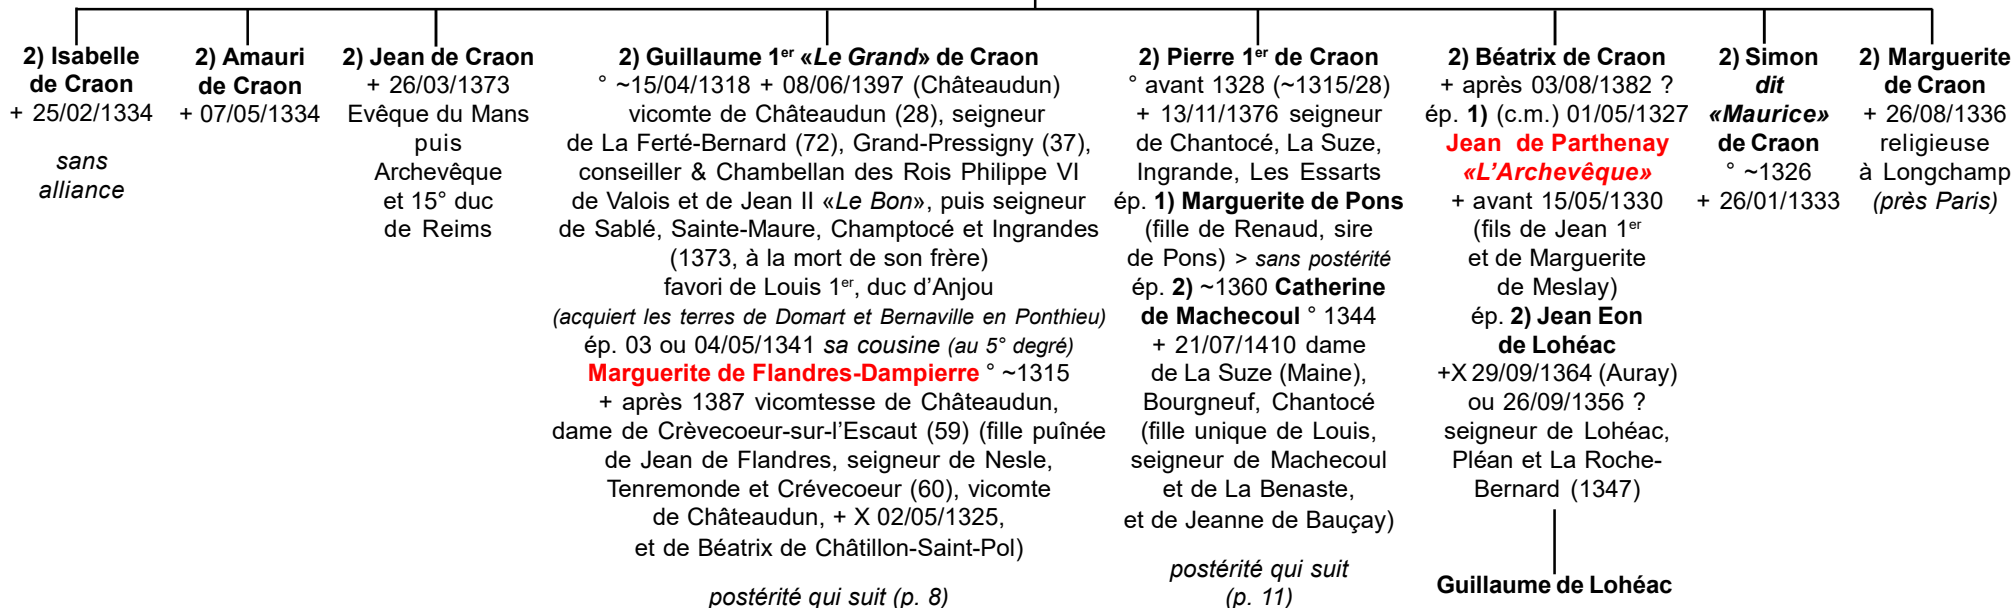 2) Isabelle
de Craon
+ 25/02/1334
sans
alliance
2) Amauri
de Craon
+ 07/05/1334
2) Jean de Craon
+ 26/03/1373
Evêque du Mans
puis
Archevêque
et 15° duc
de Reims
2) Guillaume 1er «Le Grand» de Craon
° ~15/04/1318 + 08/06/1397 (Châteaudun)
vicomte de Châteaudun (28), seigneur
de La Ferté-Bernard (72), Grand-Pressigny (37),
conseiller & Chambellan des Rois Philippe VI
de Valois et de Jean II «Le Bon», puis seigneur
de Sablé, Sainte-Maure, Champtocé et Ingrandes
(1373, à la mort de son frère)
favori de Louis 1er, duc d'Anjou
(acquiert les terres de Domart et Bernaville en Ponthieu)
ép. 03 ou 04/05/1341 sa cousine (au 5° degré)
Marguerite de Flandres-Dampierre ° ~1315
+ après 1387 vicomtesse de Châteaudun,
dame de Crèvecoeur-sur-l'Escaut (59) (fille puînée
de Jean de Flandres, seigneur de Nesle,
Tenremonde et Crévecoeur (60), vicomte
de Châteaudun, + X 02/05/1325,
et de Béatrix de Châtillon-Saint-Pol)
postérité qui suit (p. 8)
2) Pierre 1er de Craon
° avant 1328 (~1315/28)
+ 13/11/1376 seigneur
de Chantocé, La Suze,
Ingrande, Les Essarts
ép. 1) Marguerite de Pons
(fille de Renaud, sire
de Pons) > sans postérité
ép. 2) ~1360 Catherine
de Machecoul ° 1344
+ 21/07/1410 dame
de La Suze (Maine),
Bourgneuf, Chantocé
(fille unique de Louis,
seigneur de Machecoul
et de La Benaste,
et de Jeanne de Bauçay)
postérité qui suit
(p. 11)
2) Béatrix de Craon
+ après 03/08/1382 ?
ép. 1) (c.m.) 01/05/1327
Jean de Parthenay
«L'Archevêque»
+ avant 15/05/1330
(fils de Jean 1er
et de Marguerite
de Meslay)
ép. 2) Jean Eon
de Lohéac
+X 29/09/1364 (Auray)
ou 26/09/1356 ?
seigneur de Lohéac,
Pléan et La Roche-
Bernard (1347)
Guillaume de Lohéac
2) Simon
dit
«Maurice»
de Craon
° ~1326
+ 26/01/1333
2) Marguerite
de Craon
+ 26/08/1336
religieuse
à Longchamp
(près Paris)